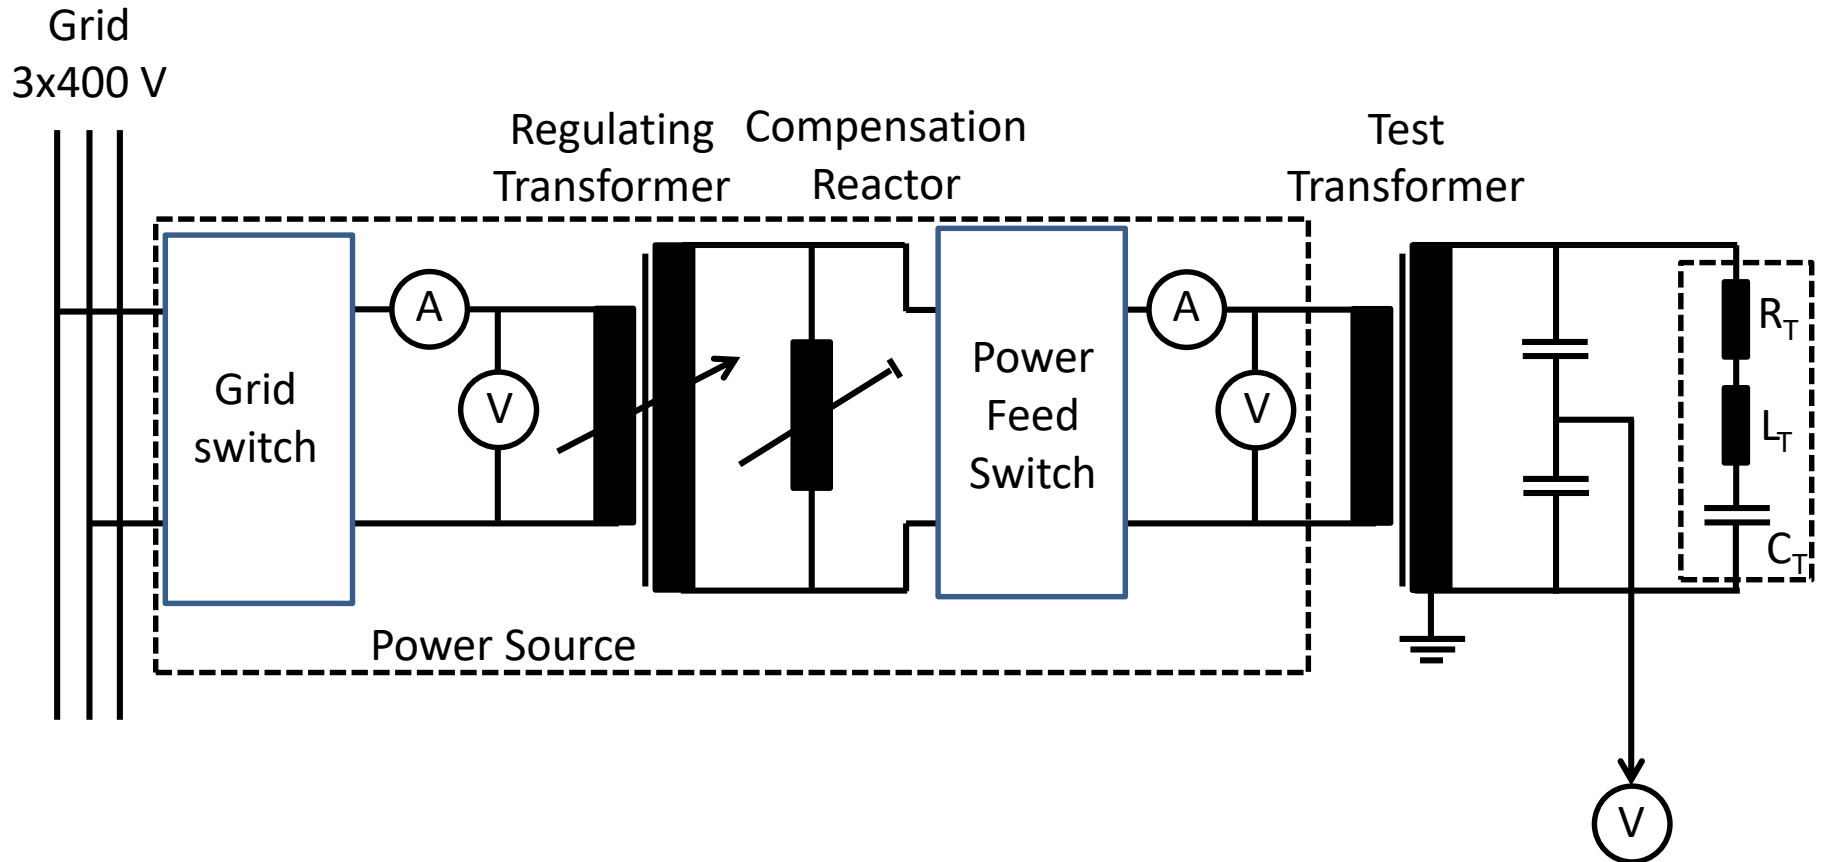 Grid
3x400 V
Regulating
Transformer
Compensation
Reactor
Test
Transformer
Grid
switch
A
V
Power
Feed
Switch
A
V
R_T
L_T
C_T
Power Source
V